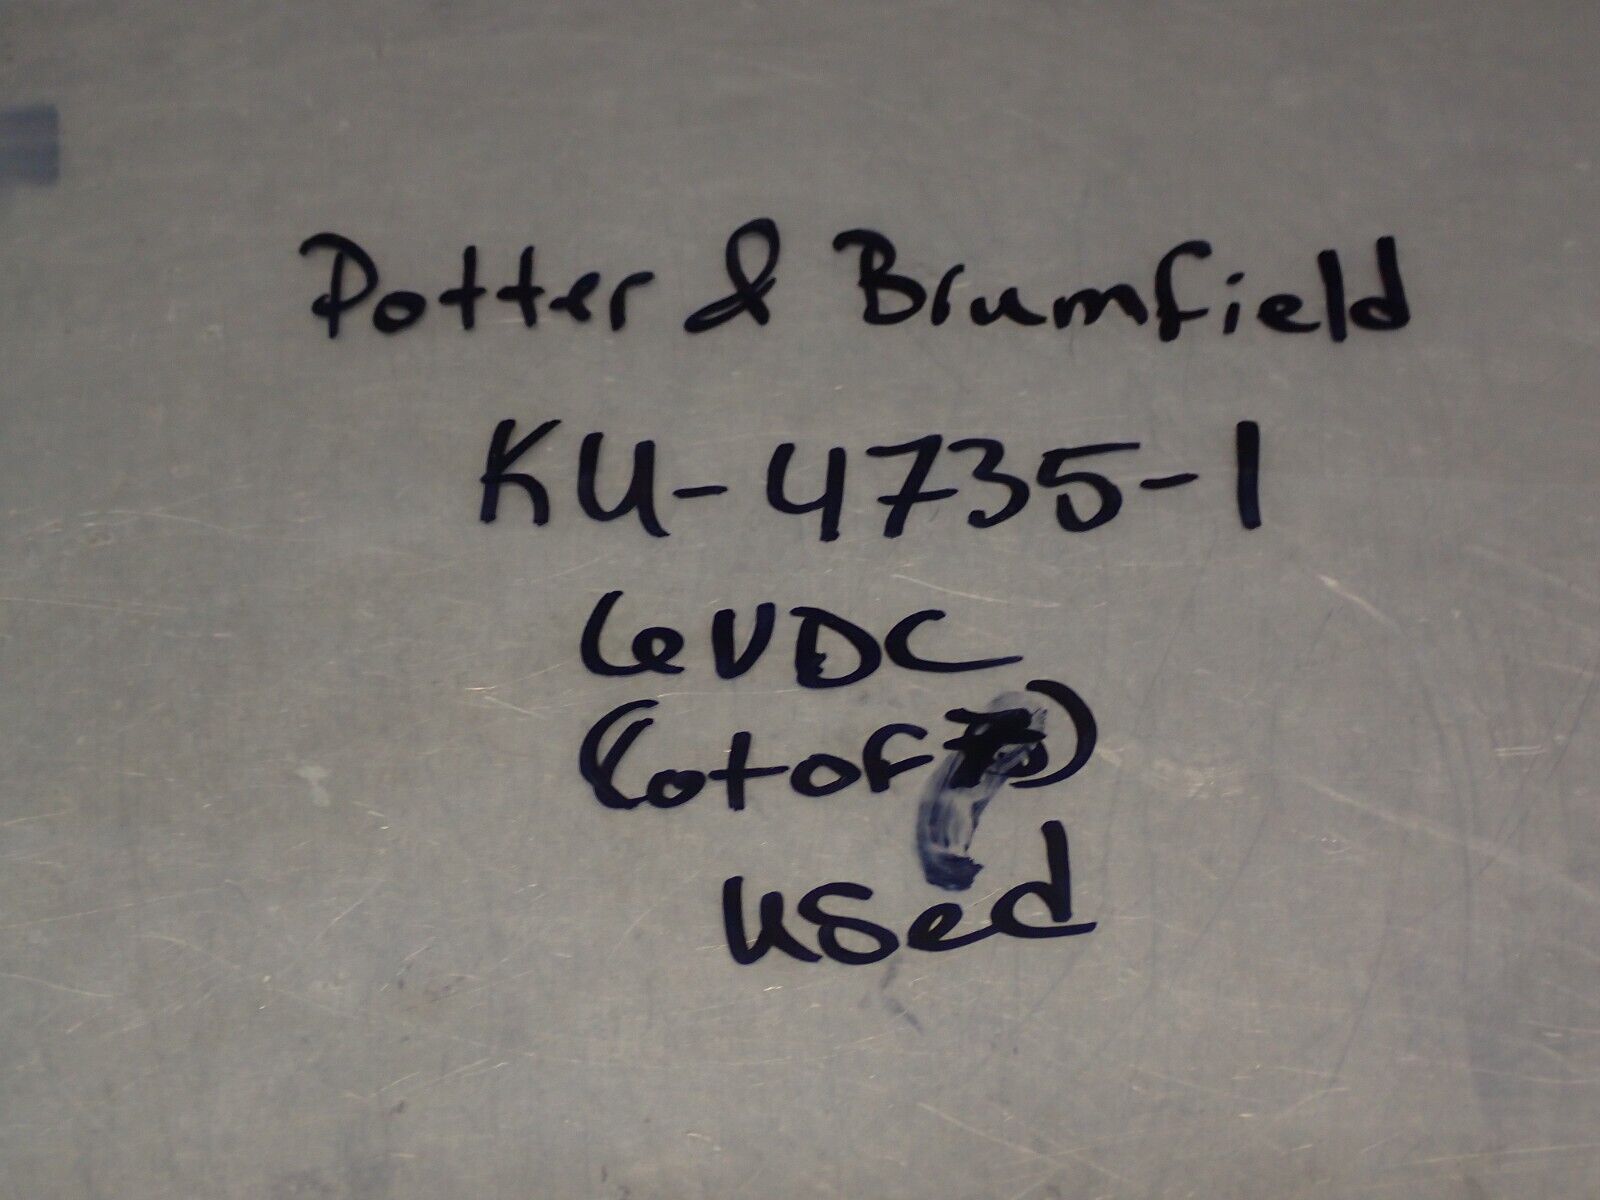 Potter & Brumfield
KU-4735-1
6VDC
(Lot of )
used